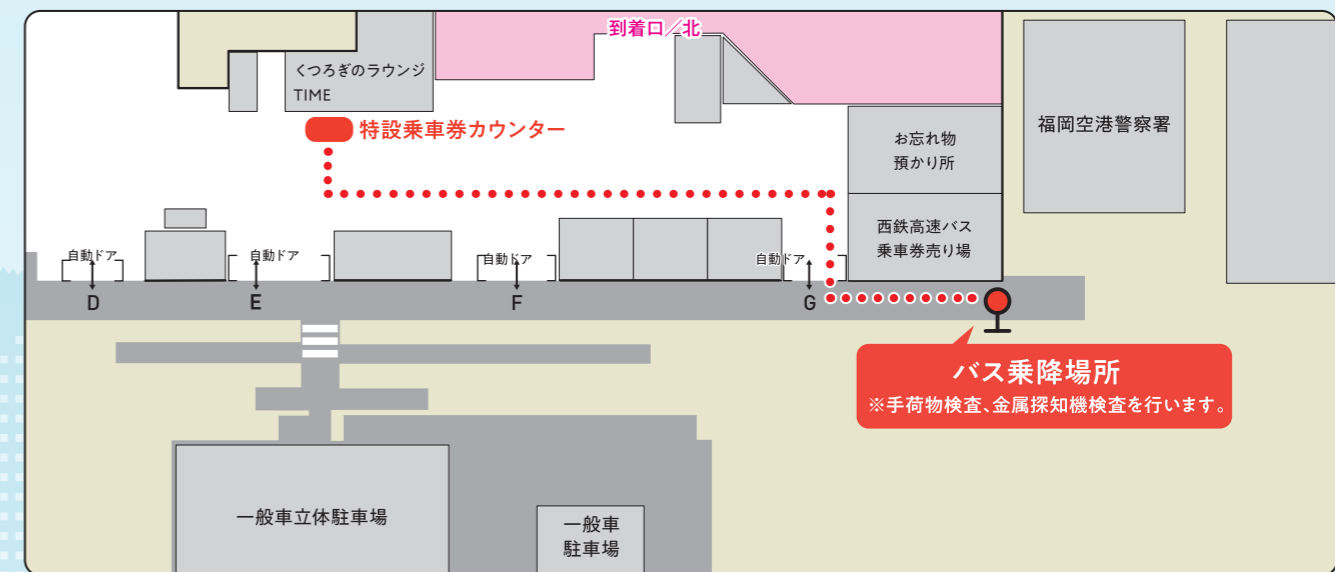 到着口／北
くつろぎのラウンジ
TIME
特設乗車券カウンター
お忘れ物
預かり所
福岡空港警察署
西鉄高速バス
乗車券売り場
自動ドア
自動ドア
自動ドア
自動ドア
D
E
F
G
バス乗降場所
※手荷物検査、金属探知機検査を行います。
一般車立体駐車場
一般車
駐車場